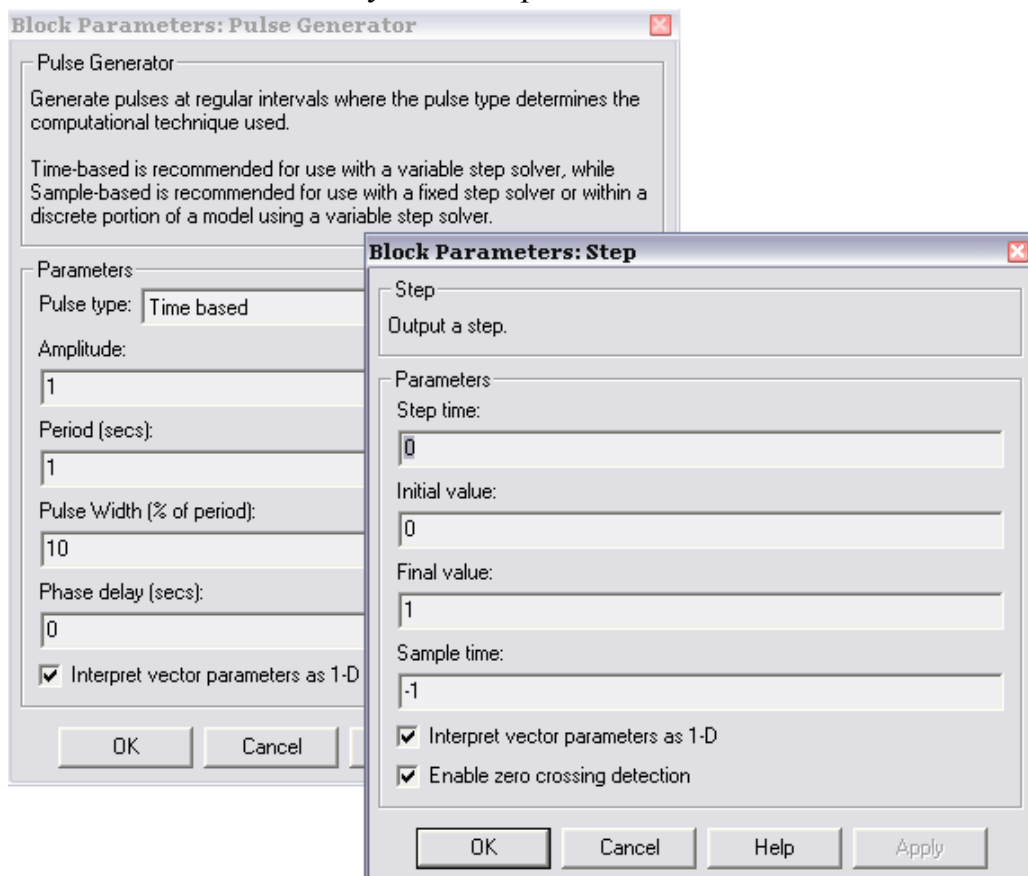 Block Parameters: Pulse Generator
Pulse Generator
Generate pulses at regular intervals where the pulse type determines the
computational technique used.
Time-based is recommended for use with a variable step solver, while
Sample-based is recommended for use with a fixed step solver or within a
discrete portion of a model using a variable step solver.
Parameters
Pulse type: Time based
Amplitude:
1
Period (secs):
1
Pulse Width (% of period):
10
Phase delay (secs):
0
Interpret vector parameters as 1-D
OK Cancel
Block Parameters: Step
Step
Output a step.
Parameters
Step time:
0
Initial value:
0
Final value:
1
Sample time:
-1
Interpret vector parameters as 1-D
Enable zero crossing detection
OK Cancel Help Apply